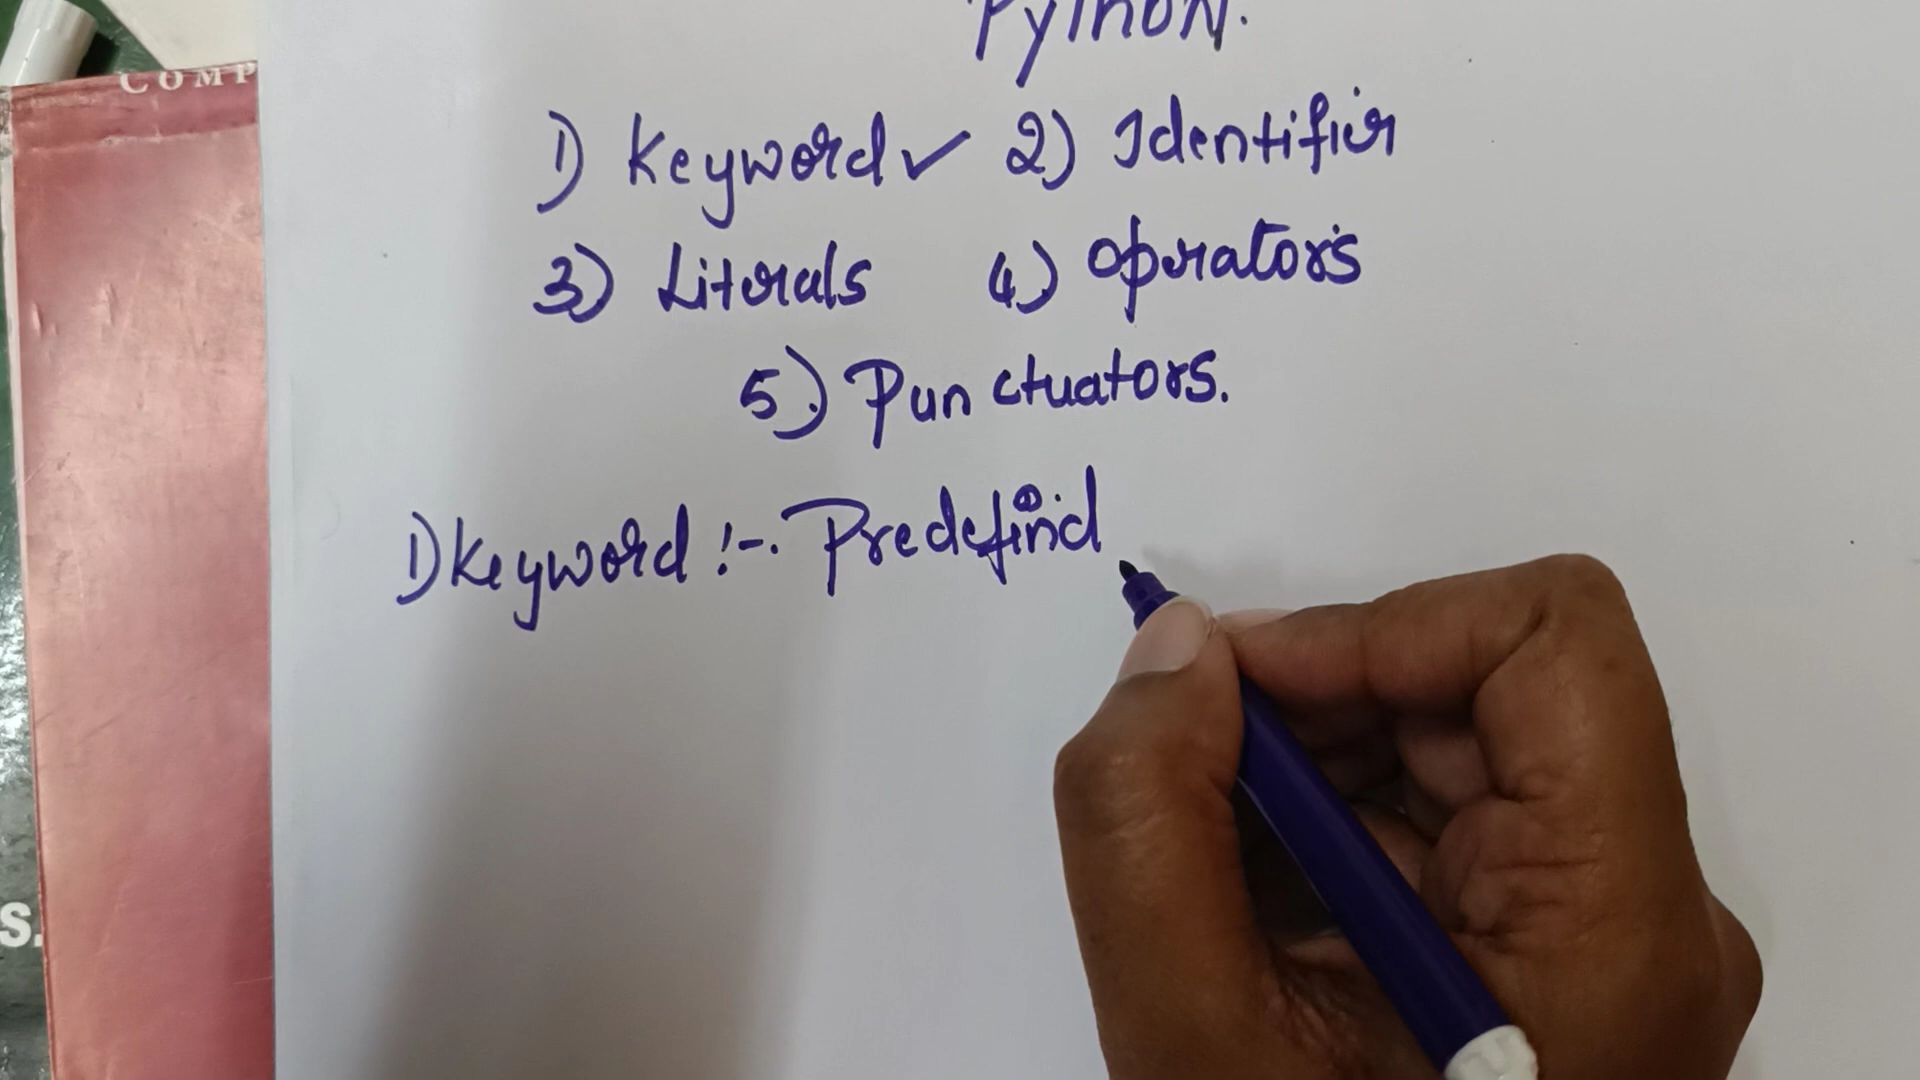 Python.
COMP
1) Keyword ✓ 2) Identifier
3) Literals 4) Operators
5) Punctuators.
1) Keyword :- Predefind
S.